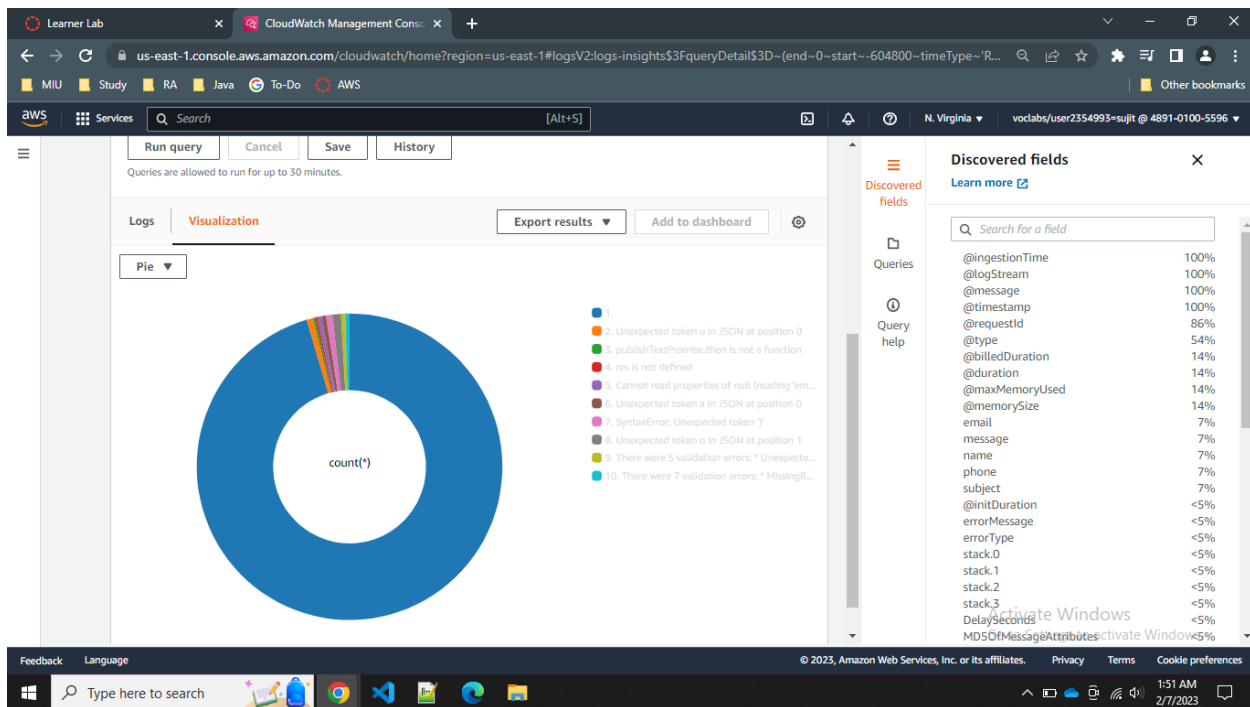 Learner Lab
CloudWatch Management Conso
us-east-1.console.aws.amazon.com/cloudwatch/home?region=us-east-1#logsV2:logs-insights$3FqueryDetail$3D~(end~0~start~-604800~timeType~'R...
MIU Study RA Java To-Do AWS Other bookmarks
aws Services Search [Alt+S] N. Virginia voclabs/user2354993=sujit @ 4891-0100-5596
Run query Cancel Save History
Queries are allowed to run for up to 30 minutes.
Logs Visualization Export results Add to dashboard
Pie
count(*)
1.
2. Unexpected token u in JSON at position 0
3. publishTextPromise.then is not a function
4. res is not defined
5. Cannot read properties of null (reading 'em...
6. Unexpected token a in JSON at position 0
7. SyntaxError: Unexpected token '}'
8. Unexpected token o in JSON at position 1
9. There were 5 validation errors: * Unexpecte...
10. There were 7 validation errors: * MissingR...
Discovered
fields
Queries
Query
help
Discovered fields
Learn more
Search for a field
@ingestionTime 100%
@logStream 100%
@message 100%
@timestamp 100%
@requestId 86%
@type 54%
@billedDuration 14%
@duration 14%
@maxMemoryUsed 14%
@memorySize 14%
email 7%
message 7%
name 7%
phone 7%
subject 7%
@initDuration <5%
errorMessage <5%
errorType <5%
stack.0 <5%
stack.1 <5%
stack.2 <5%
stack.3 <5%
Activate Windows
DelaySeconds <5%
MD5OfMessageAttributes <5%
Go to Settings to activate Windows.
Feedback Language © 2023, Amazon Web Services, Inc. or its affiliates. Privacy Terms Cookie preferences
Type here to search
1:51 AM
2/7/2023